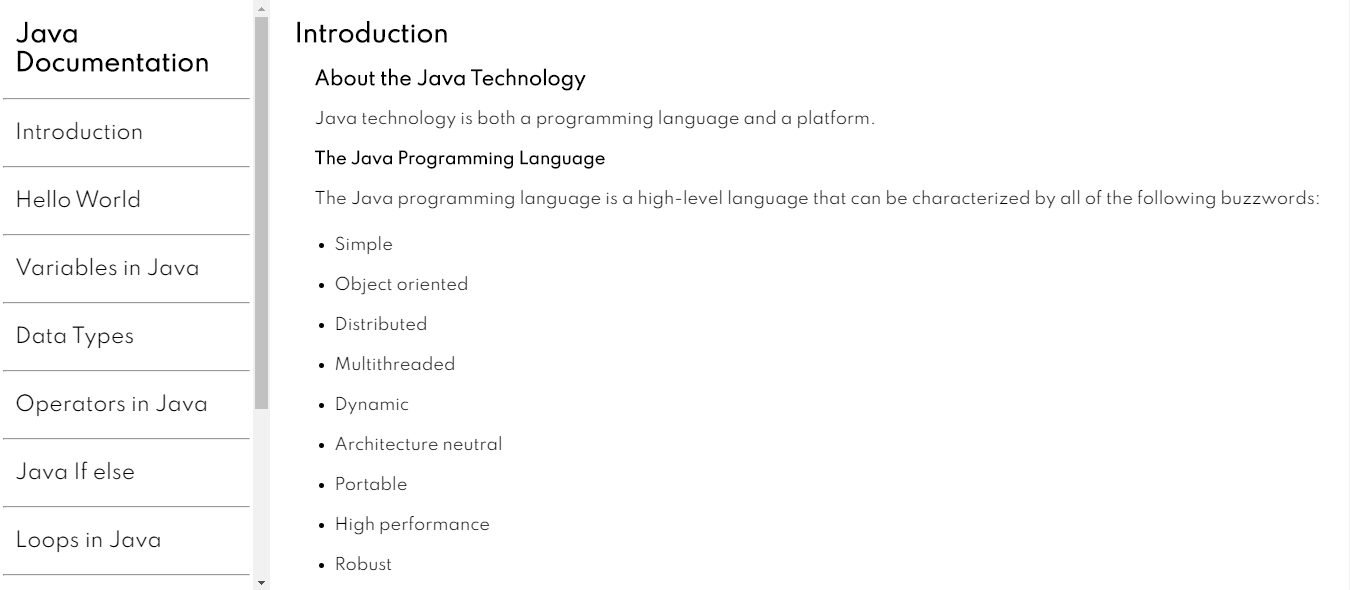 Java
Documentation
Introduction
Hello World
Variables in Java
Data Types
Operators in Java
Java If else
Loops in Java
Introduction
About the Java Technology
Java technology is both a programming language and a platform.
The Java Programming Language
The Java programming language is a high-level language that can be characterized by all of the following buzzwords:
• Simple
• Object oriented
• Distributed
• Multithreaded
• Dynamic
• Architecture neutral
• Portable
• High performance
• Robust